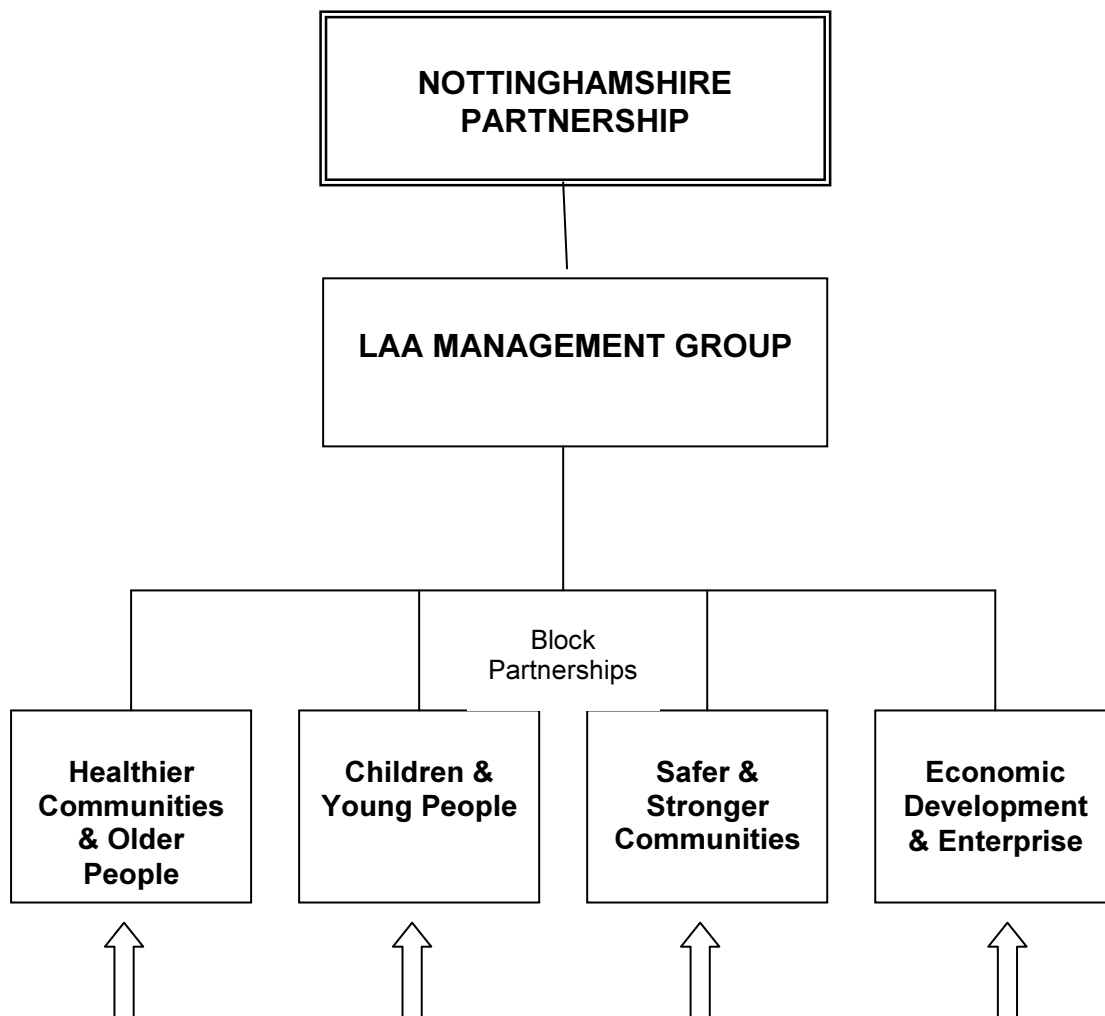 NOTTINGHAMSHIRE
PARTNERSHIP
LAA MANAGEMENT GROUP
Block
Partnerships
Healthier
Communities
& Older
People
Children &
Young People
Safer &
Stronger
Communities
Economic
Development
& Enterprise